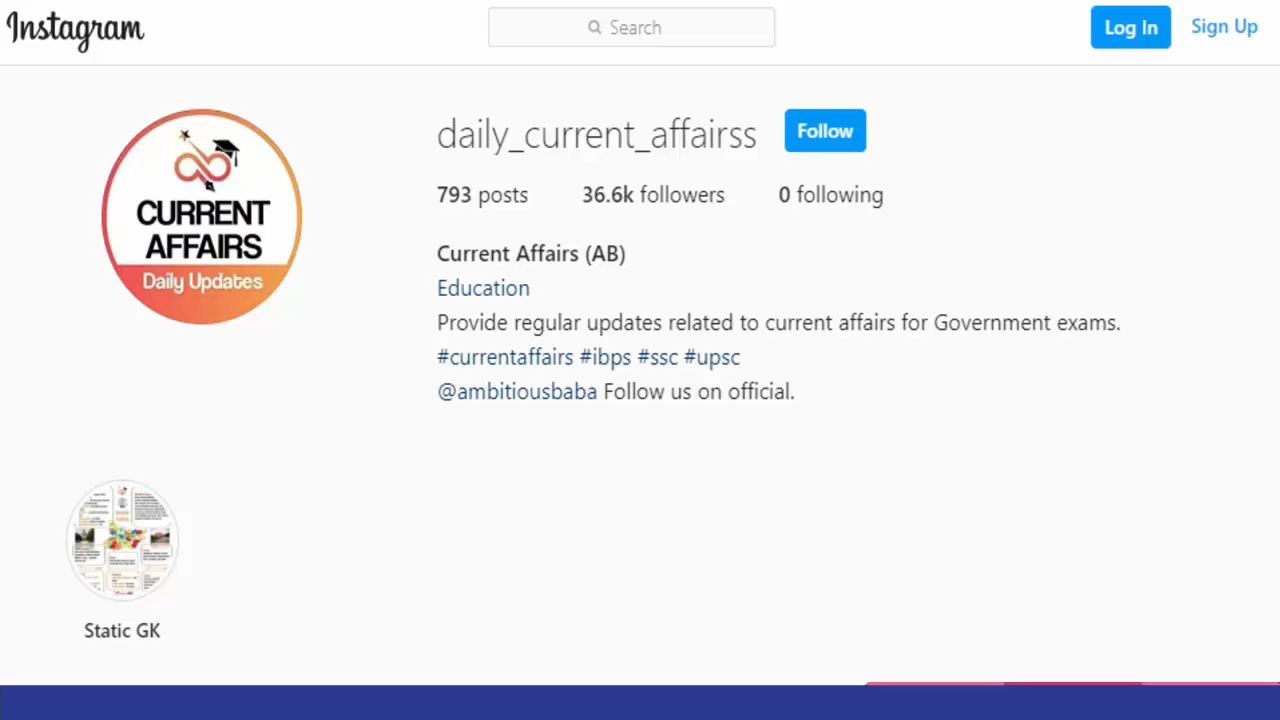 Instagram
Search
Log In
Sign Up
CURRENT
AFFAIRS
Daily Updates
daily_current_affairss
Follow
793 posts 36.6k followers 0 following
Current Affairs (AB)
Education
Provide regular updates related to current affairs for Government exams.
#currentaffairs #ibps #ssc #upsc
@ambitiousbaba Follow us on official.
Static GK